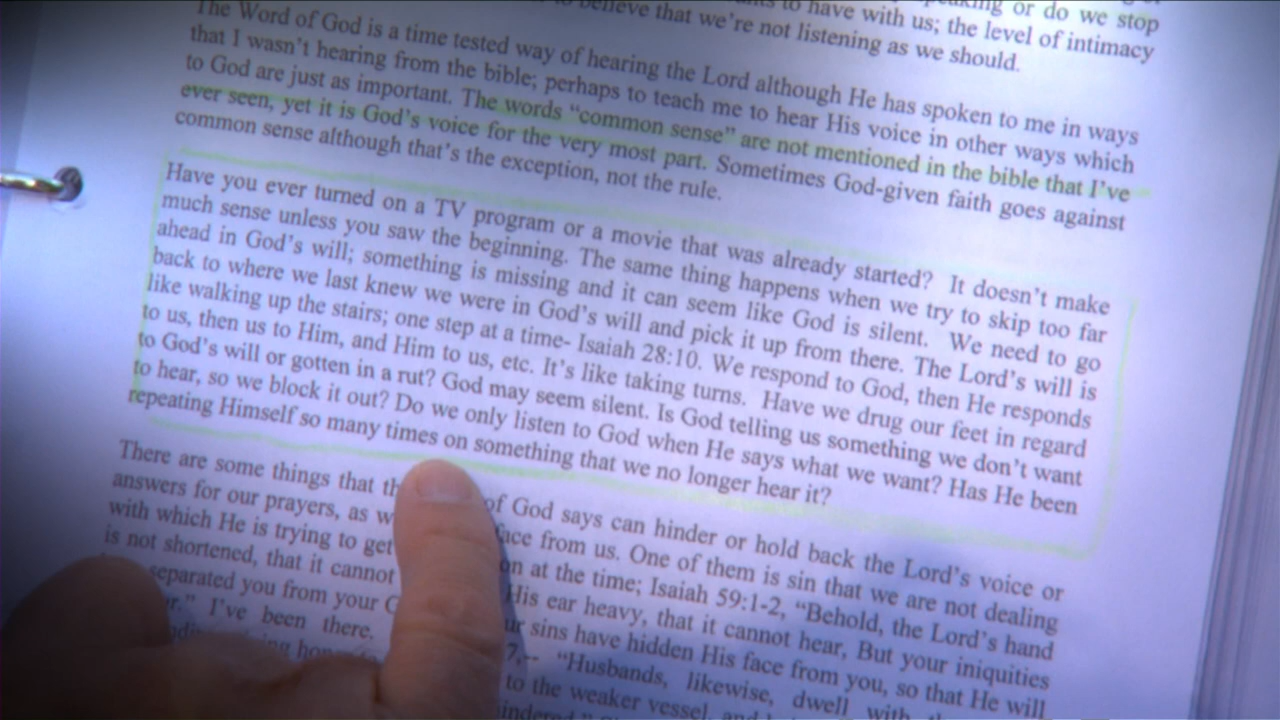 or do we stop
to have with us; the level of intimacy
believe that we're not listening as we should.
The Word of God is a time tested way of hearing the Lord although He has spoken to me in ways
that I wasn't hearing from the bible; perhaps to teach me to hear His voice in other ways which
to God are just as important. The words "common sense" are not mentioned in the bible that I've
ever seen, yet it is God's voice for the very most part. Sometimes God-given faith goes against
common sense although that's the exception, not the rule.
Have you ever turned on a TV program or a movie that was already started? It doesn't make
much sense unless you saw the beginning. The same thing happens when we try to skip too far
ahead in God's will; something is missing and it can seem like God is silent. We need to go
back to where we last knew we were in God's will and pick it up from there. The Lord's will is
like walking up the stairs; one step at a time- Isaiah 28:10. We respond to God, then He responds
to us, then us to Him, and Him to us, etc. It's like taking turns. Have we drug our feet in regard
to God's will or gotten in a rut? God may seem silent. Is God telling us something we don't want
to hear, so we block it out? Do we only listen to God when He says what we want? Has He been
repeating Himself so many times on something that we no longer hear it?
There are some things that of God says can hinder or hold back the Lord's voice or
answers for our prayers, as face from us. One of them is sin that we are not dealing
with which He is trying to get on at the time; Isaiah 59:1-2, "Behold, the Lord's hand
is not shortened, that it cannot His ear heavy, that it cannot hear, But your iniquities
separated you from your sins have hidden His face from you, so that He will
I've been there. "Husbands, likewise, dwell with
to the weaker vessel, and